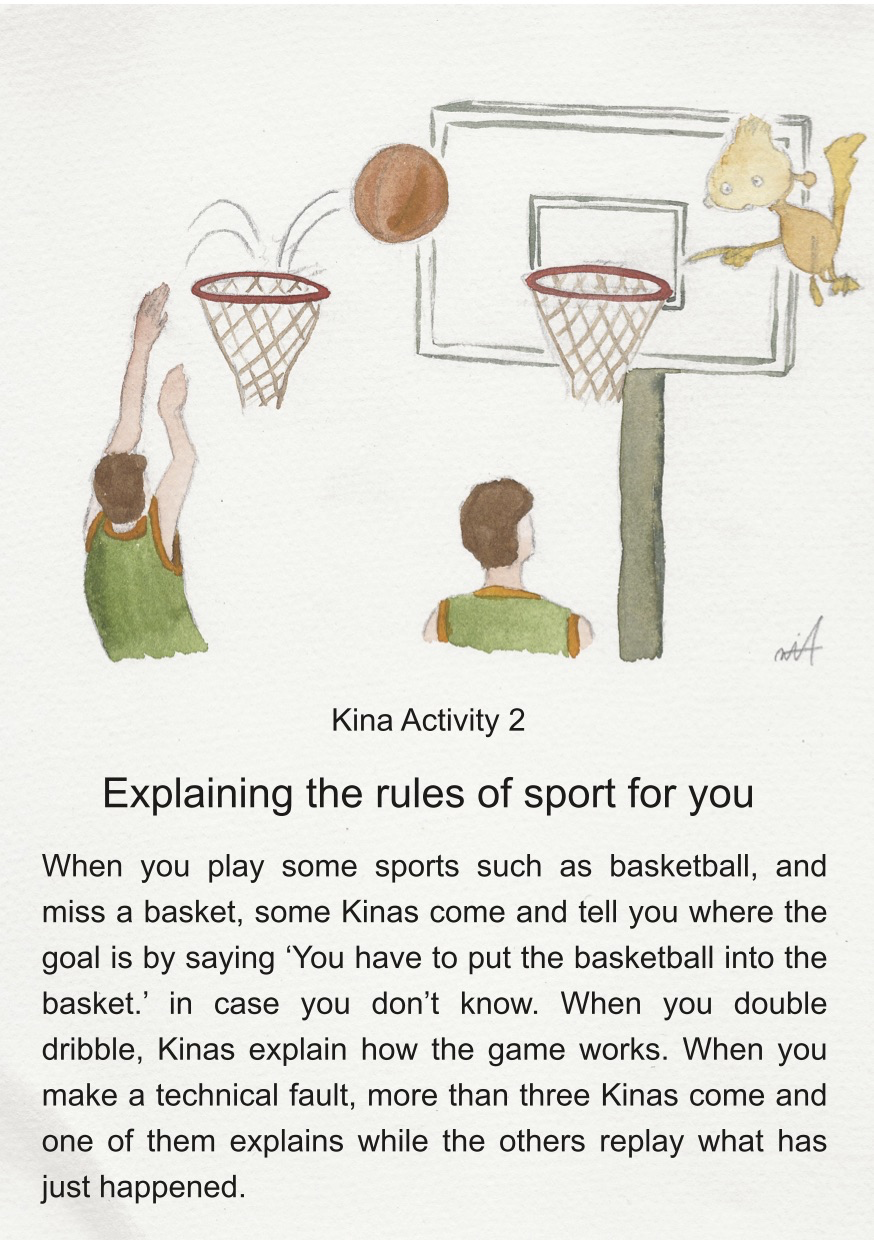 Kina Activity 2
Explaining the rules of sport for you
When you play some sports such as basketball, and
miss a basket, some Kinas come and tell you where the
goal is by saying ‘You have to put the basketball into the
basket.’ in case you don’t know. When you double
dribble, Kinas explain how the game works. When you
make a technical fault, more than three Kinas come and
one of them explains while the others replay what has
just happened.